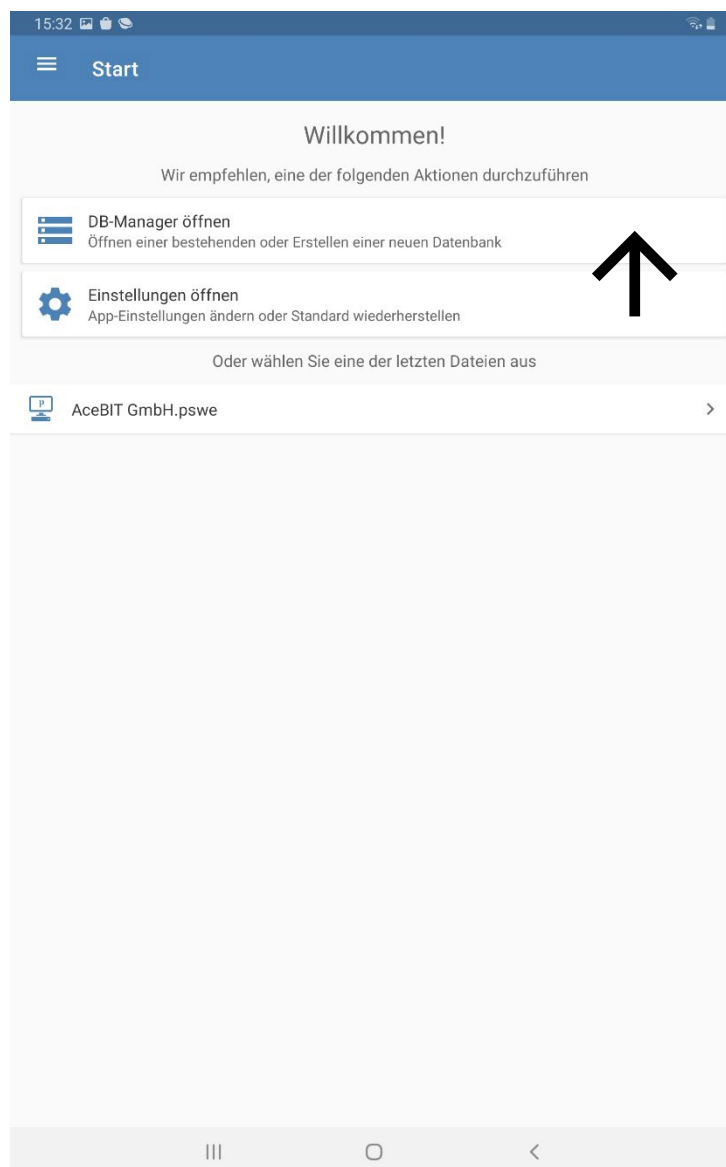 15:32
Start
Willkommen!
Wir empfehlen, eine der folgenden Aktionen durchzuführen
DB-Manager öffnen
Öffnen einer bestehenden oder Erstellen einer neuen Datenbank
Einstellungen öffnen
App-Einstellungen ändern oder Standard wiederherstellen
Oder wählen Sie eine der letzten Dateien aus
P
AceBIT GmbH.pswe